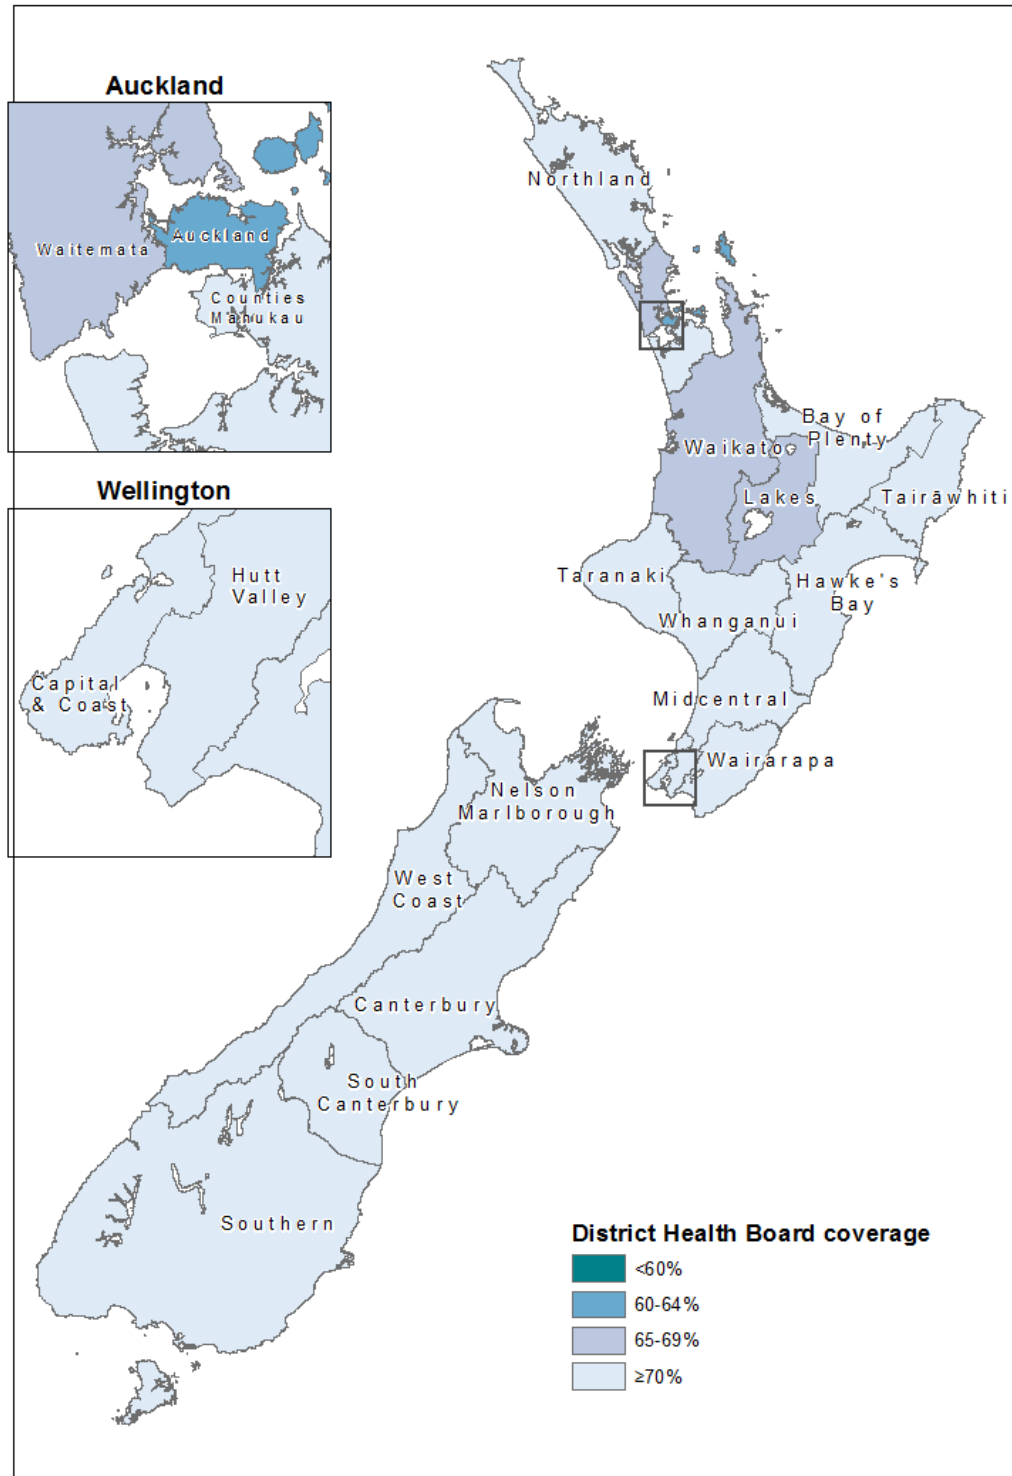 Auckland
Waitemata
Auckland
Counties
Manukau
Wellington
Hutt
Valley
Capital
& Coast
Northland
Bay of
Plenty
Waikato
Lakes
Tairāwhiti
Taranaki
Hawke's
Bay
Whanganui
Midcentral
Wairarapa
Nelson
Marlborough
West
Coast
Canterbury
South
Canterbury
Southern
District Health Board coverage
<60%
60-64%
65-69%
≥70%